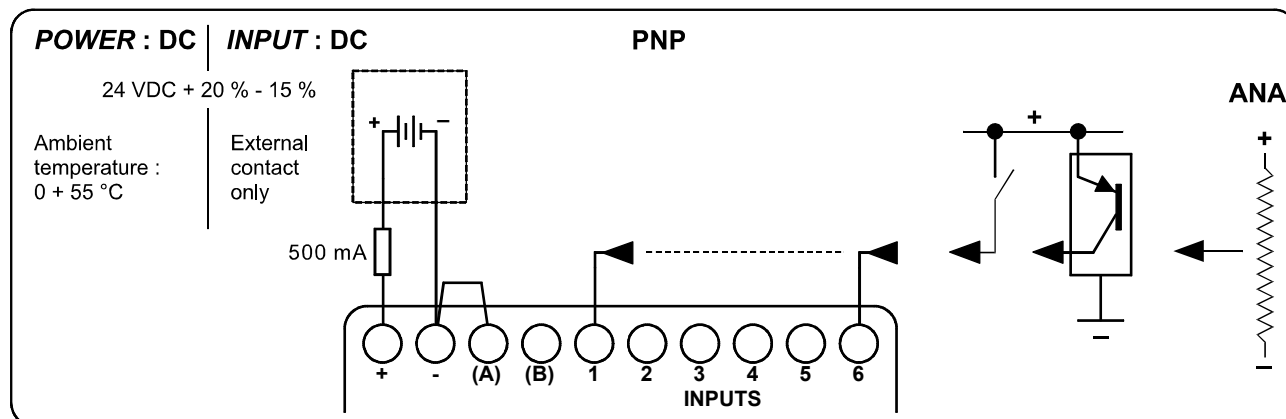 POWER : DC INPUT : DC
PNP
24 VDC + 20 % - 15 %
ANA
Ambient
temperature :
0 + 55 °C
External
contact
only
+ −
+
+
500 mA
−
−
+ - (A) (B) 1 2 3 4 5 6
INPUTS